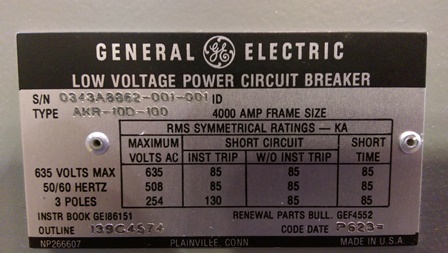 GENERAL GE ELECTRIC
LOW VOLTAGE POWER CIRCUIT BREAKER
S/N 0343A8862-001-001 ID
TYPE AKR-10D-100 4000 AMP FRAME SIZE
RMS SYMMETRICAL RATINGS — KA
MAXIMUM SHORT CIRCUIT SHORT
VOLTS AC INST TRIP W/O INST TRIP TIME
635 VOLTS MAX 635 85 85 85
50/60 HERTZ 508 85 85 85
3 POLES 254 130 85 85
INSTR BOOK GEI86151 RENEWAL PARTS BULL. GEF4552
OUTLINE 139C4574 CODE DATE P623
NP266607 PLAINVILLE, CONN MADE IN U.S.A.